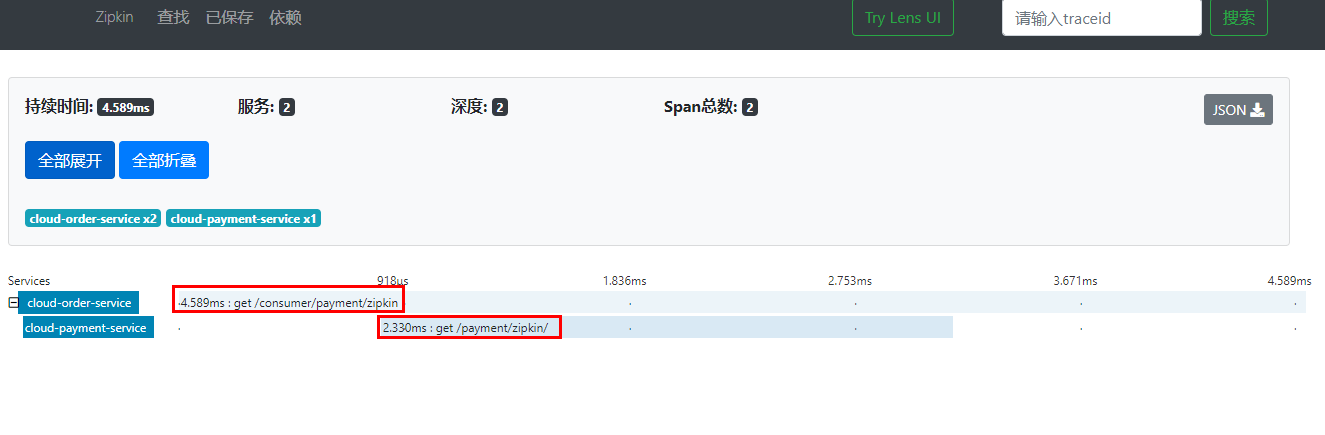 Zipkin 查找 已保存 依赖 Try Lens UI 请输入traceid 搜索
持续时间: 4.589ms 服务: 2 深度: 2 Span总数: 2 JSON
全部展开 全部折叠
cloud-order-service x2 cloud-payment-service x1
Services 918μs 1.836ms 2.753ms 3.671ms 4.589ms
cloud-order-service 4.589ms : get /consumer/payment/zipkin
cloud-payment-service 2.330ms : get /payment/zipkin/